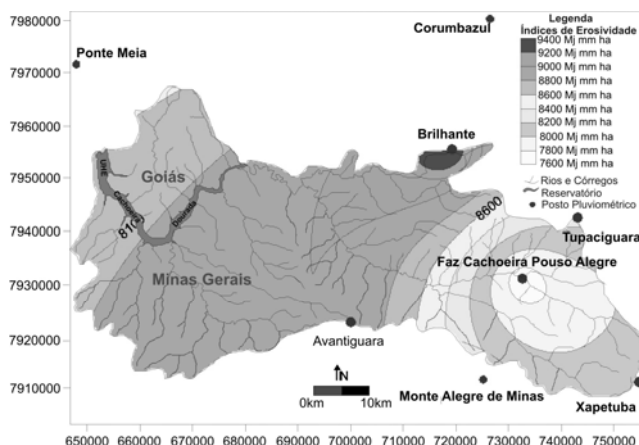 7980000
7970000
7960000
7950000
7940000
7930000
7920000
7910000
Ponte Meia
Corumbazul
Brilhante
Goiás
UHE
Cachoeira
Dourada
810
8600
Minas Gerais
Tupaciguara
Faz Cachoeira Pouso Alegre
Avantiguara
Monte Alegre de Minas
Xapetuba
N
0km 10km
Legenda
Índices de Erosividade
9400 Mj mm ha
9200 Mj mm ha
9000 Mj mm ha
8800 Mj mm ha
8600 Mj mm ha
8400 Mj mm ha
8200 Mj mm ha
8000 Mj mm ha
7800 Mj mm ha
7600 Mj mm ha
Rios e Córregos
Reservatório
Posto Pluviométrico
650000 660000 670000 690000 700000 710000 720000 730000 740000 750000